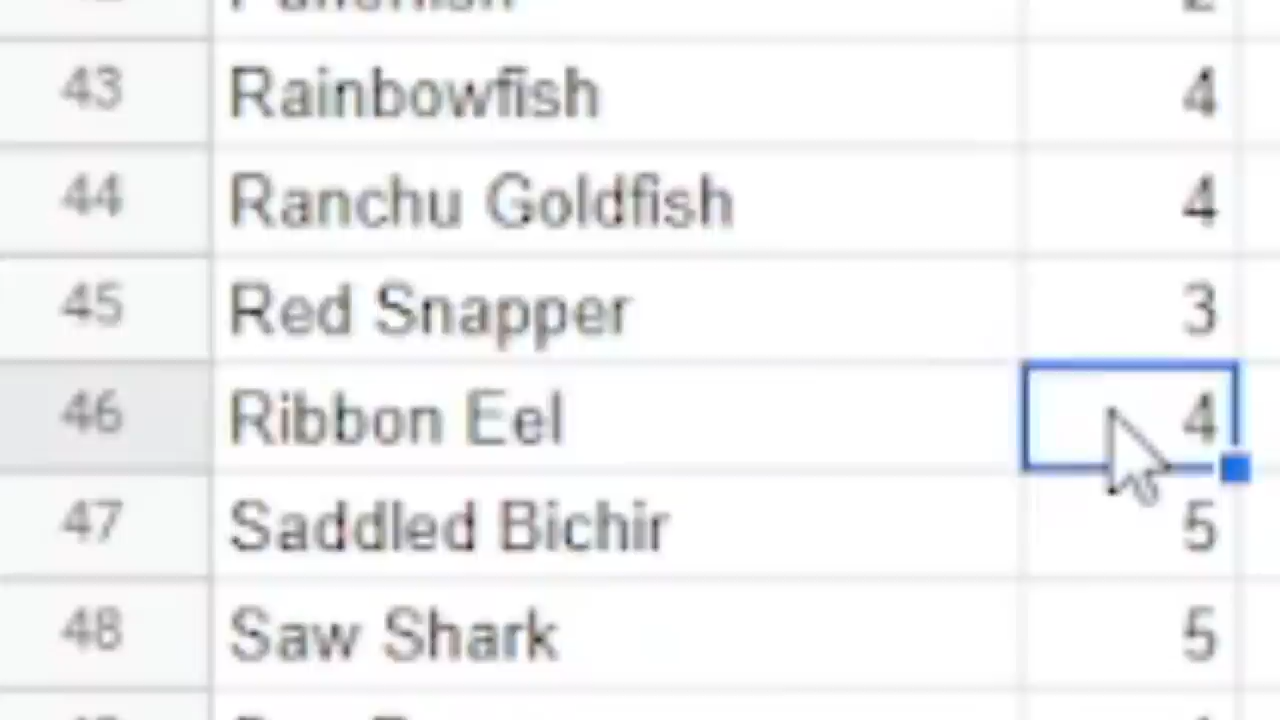 43 Rainbowfish 4
44 Ranchu Goldfish 4
45 Red Snapper 3
46 Ribbon Eel 4
47 Saddled Bichir 5
48 Saw Shark 5